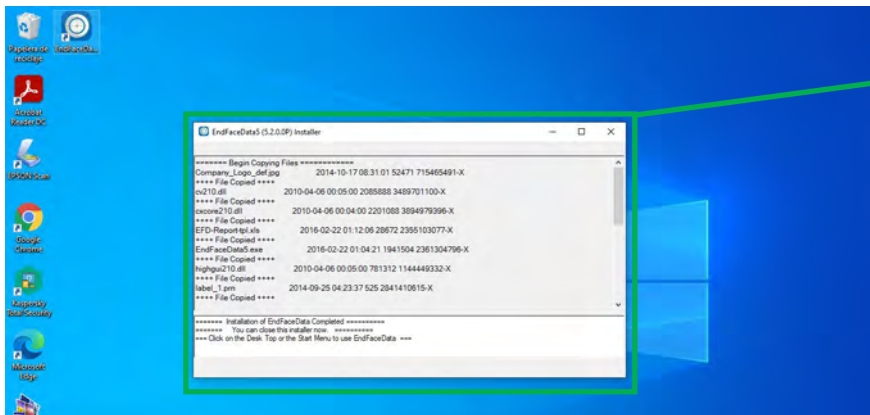 Papelera de
reciclaje
EndFaceDa...
Acrobat
Reader DC
EPSON Scan
Google
Chrome
Kaspersky
Total Security
Microsoft
Edge
EndFaceData5 (5.2.0.0P) Installer
======= Begin Copying Files ============
Company_Logo_def.jpg 2014-10-17 08:31:01 52471 715465491-X
++++ File Copied ++++
cv210.dll 2010-04-06 00:05:00 2085888 3489701100-X
++++ File Copied ++++
cxcore210.dll 2010-04-06 00:04:00 2201088 3894979396-X
++++ File Copied ++++
EFD-Report-tpl.xls 2016-02-22 01:12:06 28672 2355103077-X
++++ File Copied ++++
EndFaceData5.exe 2016-02-22 01:04:21 1941504 2361304796-X
++++ File Copied ++++
highgui210.dll 2010-04-06 00:05:00 781312 1144449332-X
++++ File Copied ++++
label_1.prn 2014-09-25 04:23:37 525 2841410615-X
++++ File Copied ++++
======= Installation of EndFaceData Completed ==========
======= You can close this installer now. ==========
=== Click on the Desk Top or the Start Menu to use EndFaceData ===